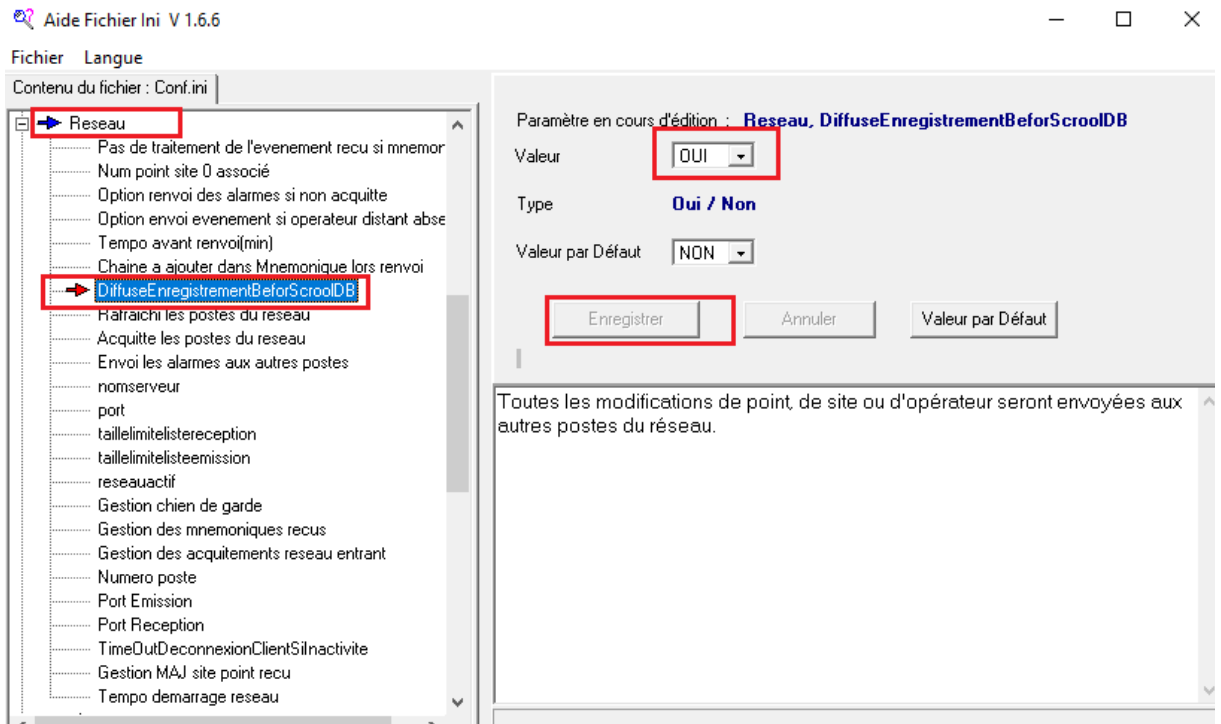 Aide Fichier Ini V 1.6.6
Fichier Langue
Contenu du fichier : Conf.ini
Reseau
Pas de traitement de l'evenement recu si mnemor
Num point site 0 associé
Option renvoi des alarmes si non acquitte
Option envoi evenement si operateur distant abse
Tempo avant renvoi(min)
Chaine a ajouter dans Mnemonique lors renvoi
DiffuseEnregistrementBeforScroolDB
Rafraichi les postes du reseau
Acquitte les postes du reseau
Envoi les alarmes aux autres postes
nomserveur
port
taillelimitelistereception
taillelimitelisteemission
reseauactif
Gestion chien de garde
Gestion des mnemoniques recus
Gestion des acquitements reseau entrant
Numero poste
Port Emission
Port Reception
TimeOutDeconnexionClientSiInactivite
Gestion MAJ site point recu
Tempo demarrage reseau
Paramètre en cours d'édition : Reseau, DiffuseEnregistrementBeforScroolDB
Valeur OUI
Type Oui / Non
Valeur par Défaut NON
Enregistrer Annuler Valeur par Défaut
Toutes les modifications de point, de site ou d'opérateur seront envoyées aux
autres postes du réseau.